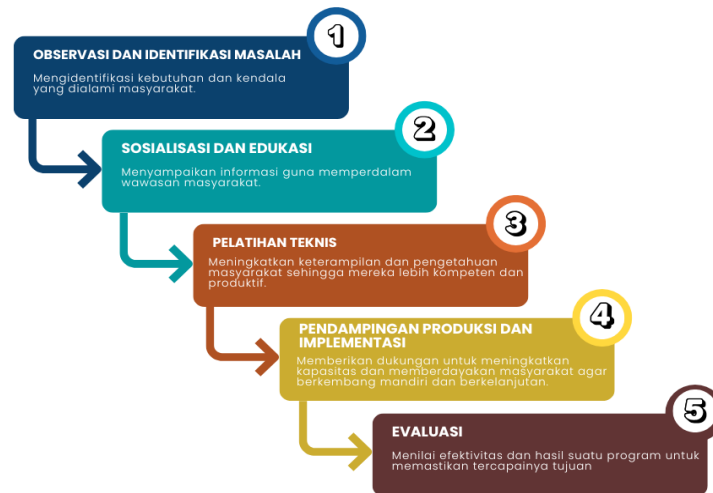 1
OBSERVASI DAN IDENTIFIKASI MASALAH
Mengidentifikasi kebutuhan dan kendala
yang dialami masyarakat.
2
SOSIALISASI DAN EDUKASI
Menyampaikan informasi guna memperdalam
wawasan masyarakat.
3
PELATIHAN TEKNIS
Meningkatkan keterampilan dan pengetahuan
masyarakat sehingga mereka lebih kompeten dan
produktif.
4
PENDAMPINGAN PRODUKSI DAN
IMPLEMENTASI
Memberikan dukungan untuk meningkatkan
kapasitas dan memberdayakan masyarakat agar
berkembang mandiri dan berkelanjutan.
5
EVALUASI
Menilai efektivitas dan hasil suatu program untuk
memastikan tercapainya tujuan